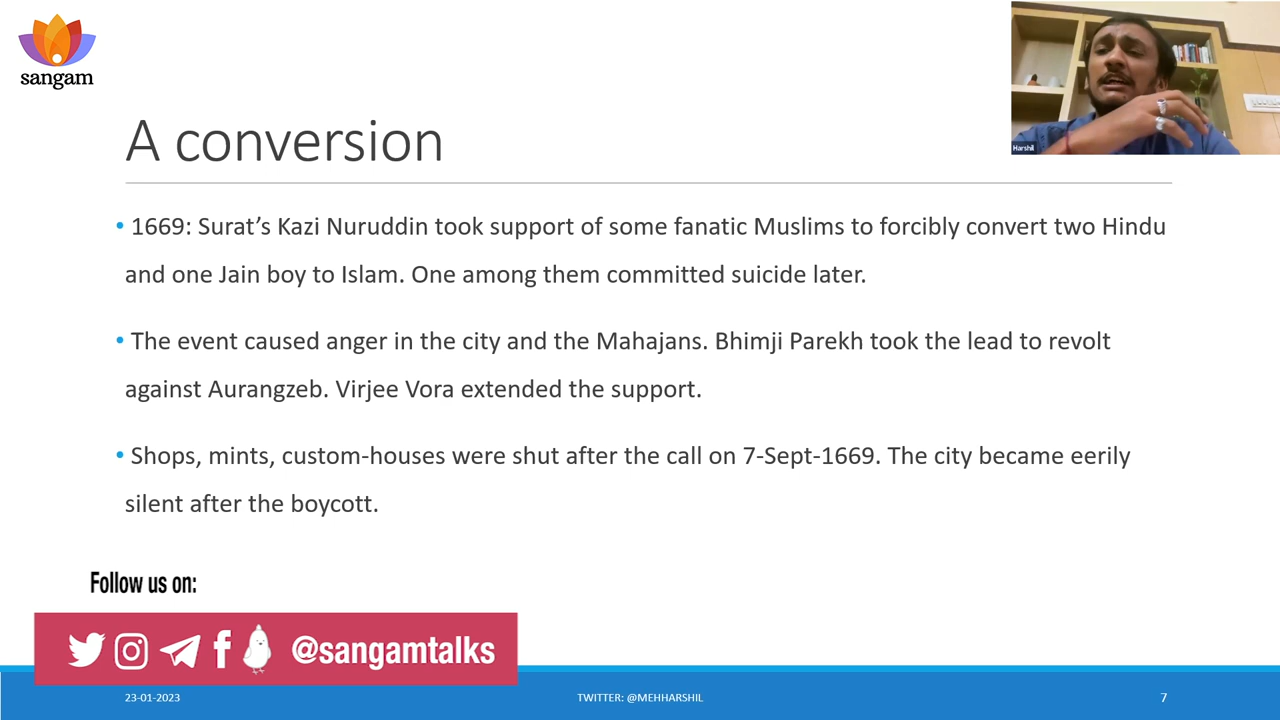 sangam
Harshil
A conversion
• 1669: Surat’s Kazi Nuruddin took support of some fanatic Muslims to forcibly convert two Hindu
and one Jain boy to Islam. One among them committed suicide later.
• The event caused anger in the city and the Mahajans. Bhimji Parekh took the lead to revolt
against Aurangzeb. Virjee Vora extended the support.
• Shops, mints, custom-houses were shut after the call on 7-Sept-1669. The city became eerily
silent after the boycott.
Follow us on:
@sangamtalks
23-01-2023
TWITTER: @MEHHARSHIL
7